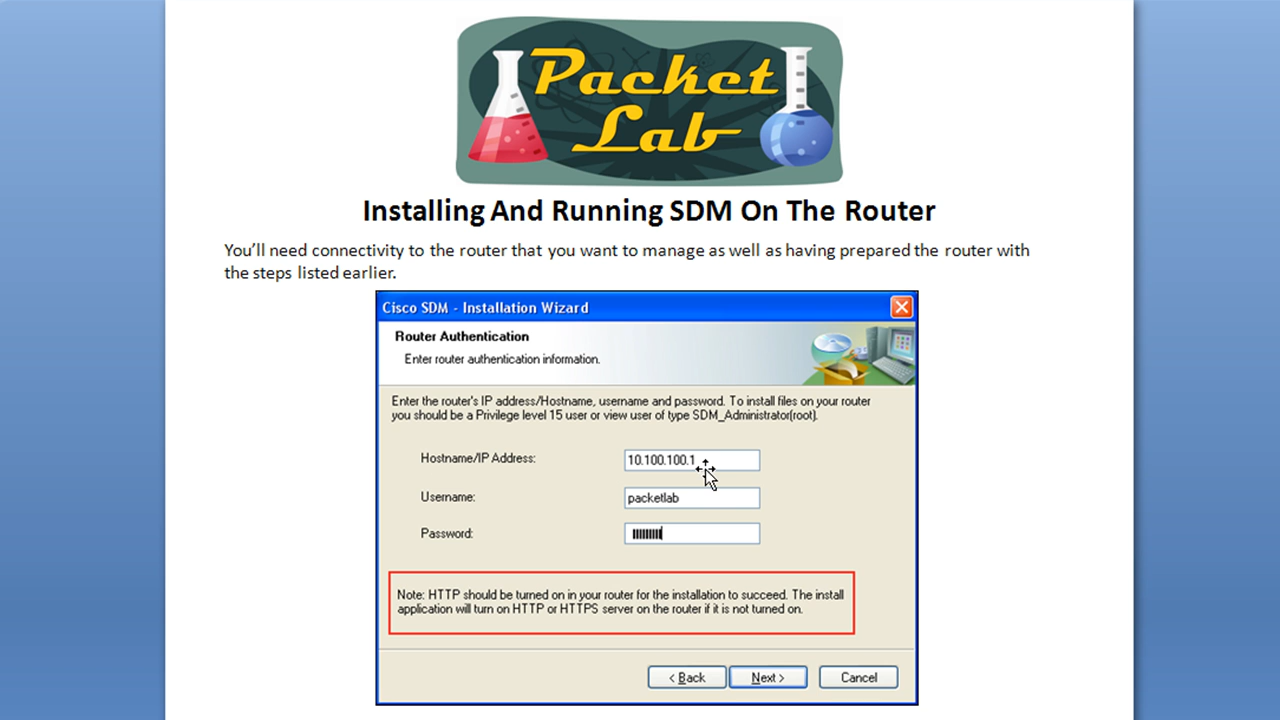 Packet
Lab
Installing And Running SDM On The Router
You'll need connectivity to the router that you want to manage as well as having prepared the router with
the steps listed earlier.
Cisco SDM - Installation Wizard
Router Authentication
Enter router authentication information.
Enter the router's IP address/Hostname, username and password. To install files on your router
you should be a Privilege level 15 user or view user of type SDM_Administrator(root).
Hostname/IP Address: 10.100.100.1
Username: packetlab
Password:
Note: HTTP should be turned on in your router for the installation to succeed. The install
application will turn on HTTP or HTTPS server on the router if it is not turned on.
< Back Next > Cancel